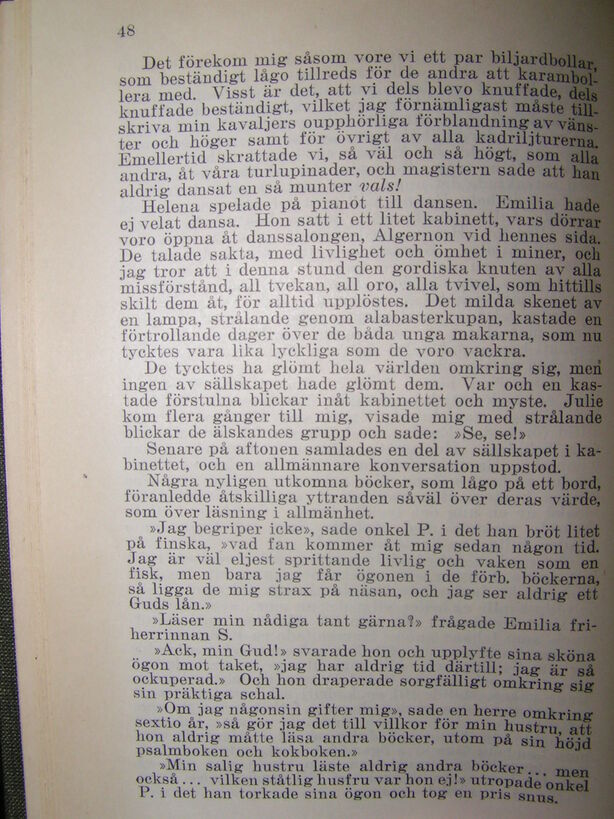 48
Det förekom mig såsom vore vi ett par biljardbollar,
som beständigt lågo tillreds för de andra att karambol-
lera med. Visst är det, att vi dels blevo knuffade, dels
knuffade beständigt, vilket jag förnämligast måste till-
skriva min kavaljers oupphörliga förblandning av väns-
ter och höger samt för övrigt av alla kadriljturerna.
Emellertid skrattade vi, så väl och så högt, som alla
andra, åt våra turlupinader, och magistern sade att han
aldrig dansat en så munter vals!
Helena spelade på pianot till dansen. Emilia hade
ej velat dansa. Hon satt i ett litet kabinett, vars dörrar
voro öppna åt danssalongen, Algernon vid hennes sida.
De talade sakta, med livlighet och ömhet i miner, och
jag tror att i denna stund den gordiska knuten av alla
missförstånd, all tvekan, all oro, alla tvivel, som hittills
skilt dem åt, för alltid upplöstes. Det milda skenet av
en lampa, strålande genom alabasterkupan, kastade en
förtrollande dager över de båda unga makarna, som nu
tycktes vara lika lyckliga som de voro vackra.
De tycktes ha glömt hela världen omkring sig, men
ingen av sällskapet hade glömt dem. Var och en kas-
tade förstulna blickar inåt kabinettet och myste. Julie
kom flera gånger till mig, visade mig med strålande
blickar de älskandes grupp och sade: »Se, se!»
Senare på aftonen samlades en del av sällskapet i ka-
binettet, och en allmännare konversation uppstod.
Några nyligen utkomna böcker, som lågo på ett bord,
föranledde åtskilliga yttranden såväl över deras värde,
som över läsning i allmänhet.
»Jag begriper icke», sade onkel P. i det han bröt litet
på finska, »vad fan kommer åt mig sedan någon tid.
Jag är väl eljest sprittande livlig och vaken som en
fisk, men bara jag får ögonen i de förb. böckerna,
så ligga de mig strax på näsan, och jag ser aldrig ett
Guds lån.»
»Läser min nådiga tant gärna?» frågade Emilia fri-
herrinnan S.
»Ack, min Gud!» svarade hon och upplyfte sina sköna
ögon mot taket, »jag har aldrig tid därtill; jag är så
ockuperad.» Och hon draperade sorgfälligt omkring sig
sin präktiga schal.
»Om jag någonsin gifter mig», sade en herre omkring
sextio år, »så gör jag det till villkor för min hustru, att
hon aldrig måtte läsa andra böcker, utom på sin höjd
psalmboken och kokboken.»
»Min salig hustru läste aldrig andra böcker ... men
också ... vilken ståtlig husfru var hon ej!» utropade onkel
P. i det han torkade sina ögon och tog en pris snus.